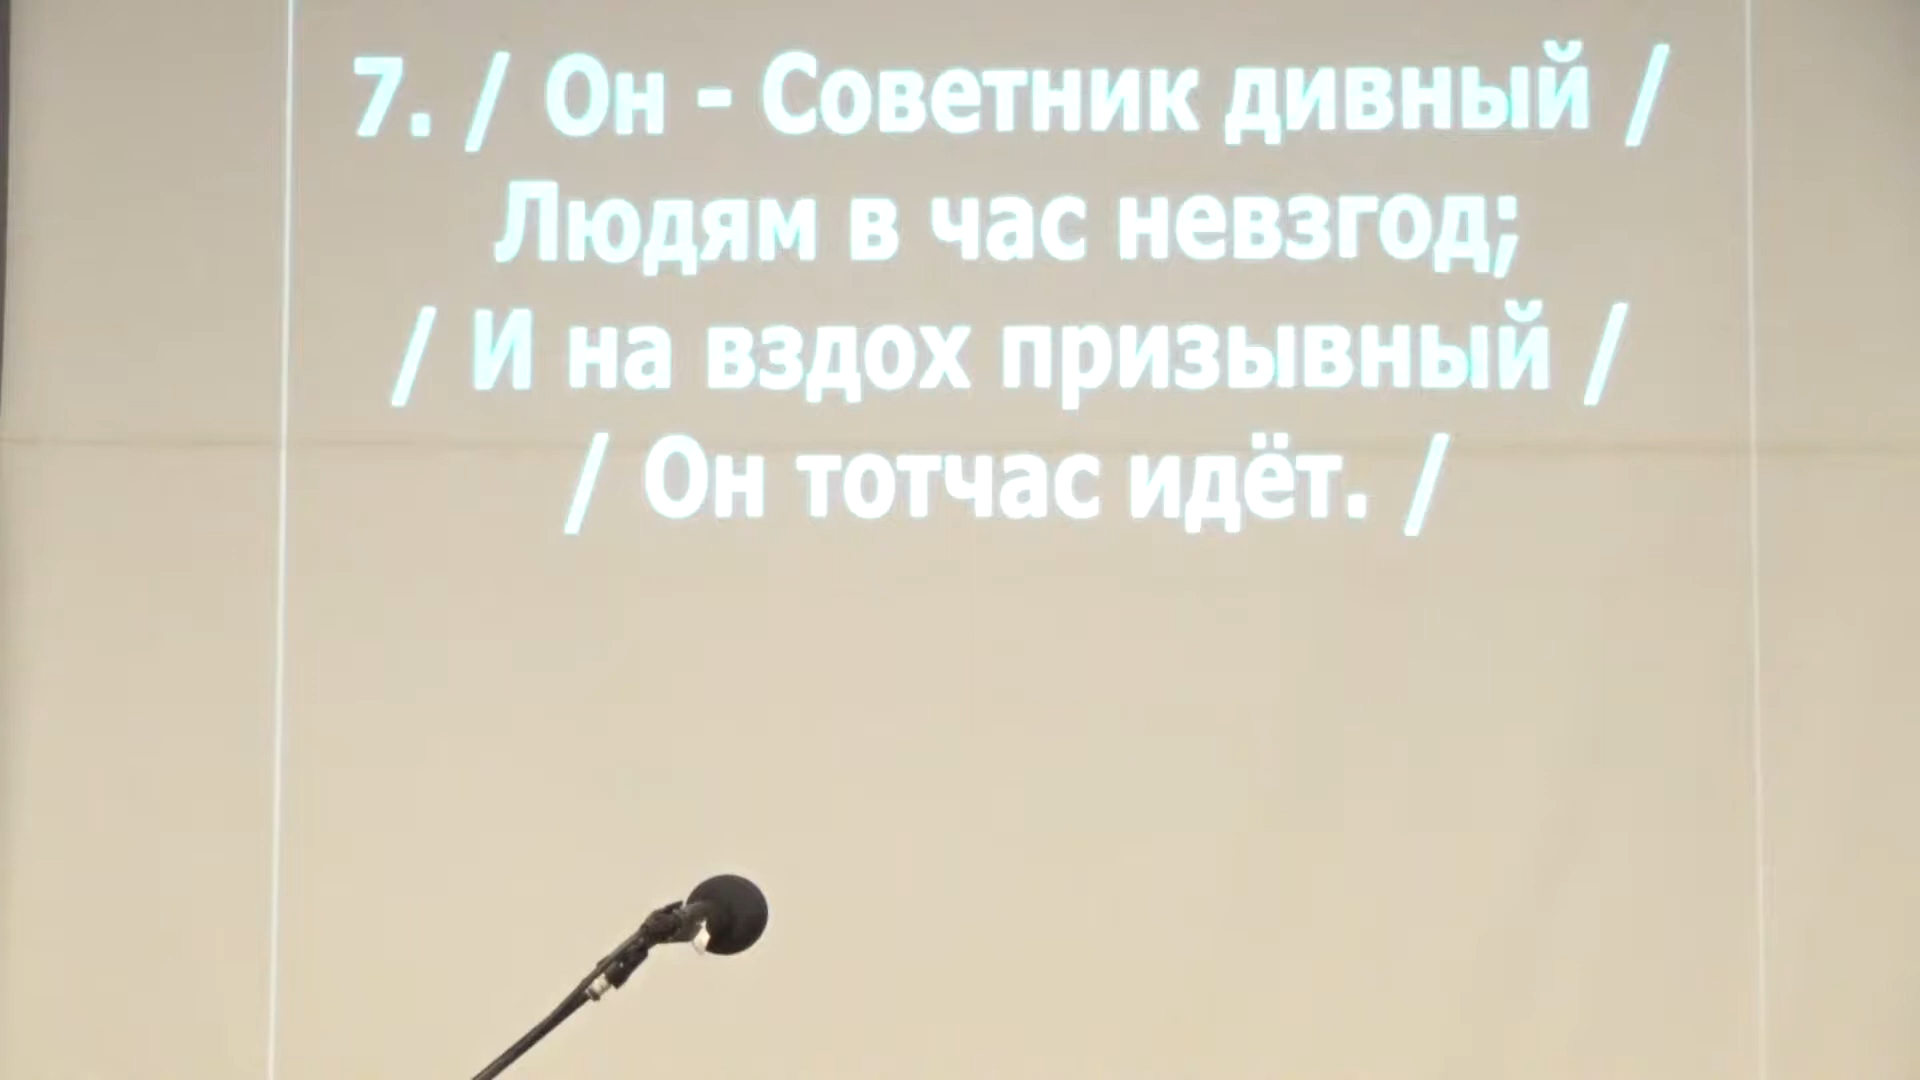 7. / Он - Советник дивный /
Людям в час невзгод;
/ И на вздох призывный /
/ Он тотчас идёт. /